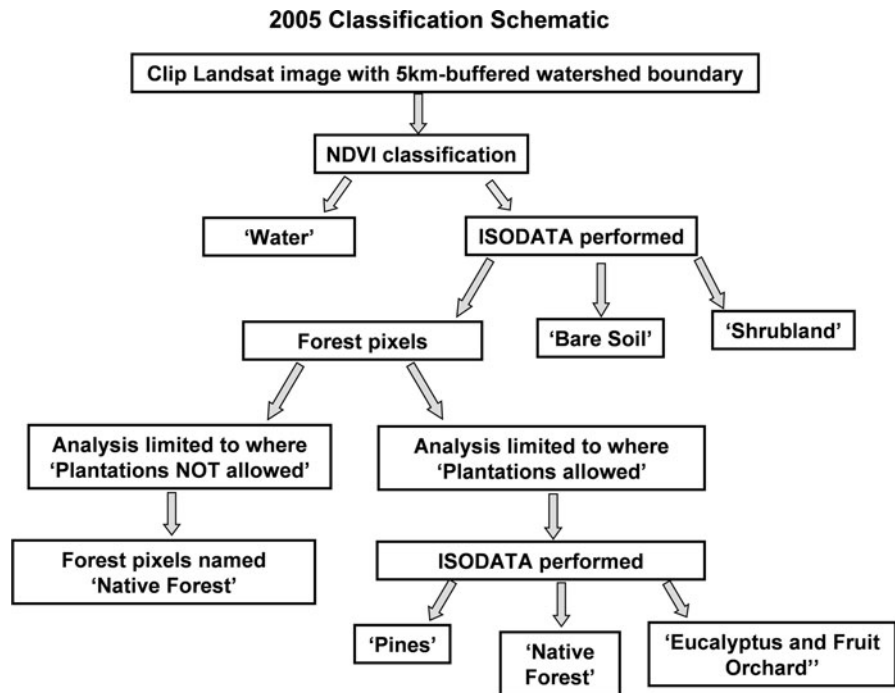 2005 Classification Schematic
Clip Landsat image with 5km-buffered watershed boundary
NDVI classification
‘Water’
ISODATA performed
Forest pixels
‘Bare Soil’
‘Shrubland’
Analysis limited to where
‘Plantations NOT allowed’
Analysis limited to where
‘Plantations allowed’
Forest pixels named
‘Native Forest’
ISODATA performed
‘Pines’
‘Native
Forest’
‘Eucalyptus and Fruit
Orchard’’